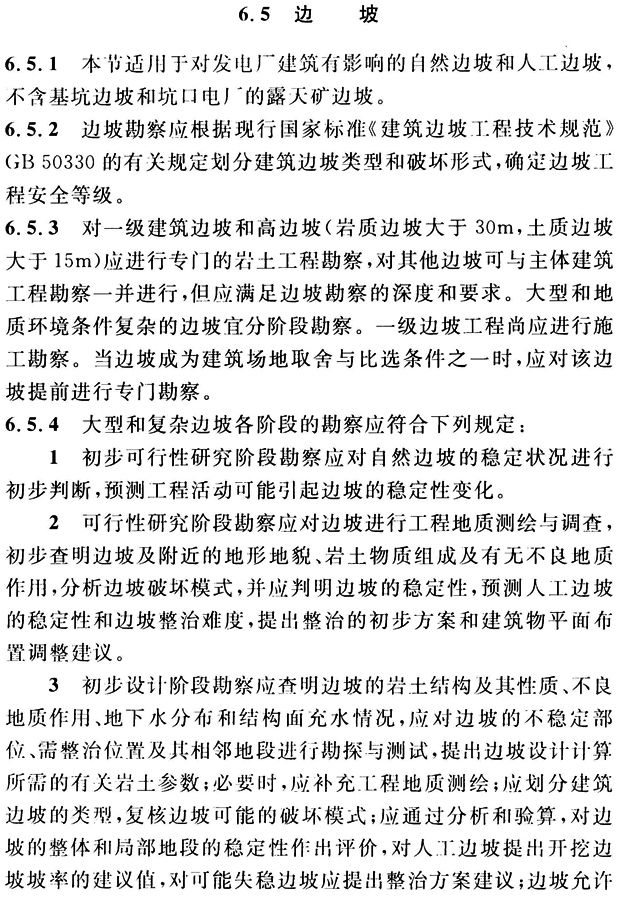 6.5 边 坡
6.5.1 本节适用于对发电厂建筑有影响的自然边坡和人工边坡，
不含基坑边坡和坑口电厂的露天矿边坡。
6.5.2 边坡勘察应根据现行国家标准《建筑边坡工程技术规范》
GB 50330 的有关规定划分建筑边坡类型和破坏形式，确定边坡工
程安全等级。
6.5.3 对一级建筑边坡和高边坡（岩质边坡大于 30m，土质边坡
大于 15m）应进行专门的岩土工程勘察，对其他边坡可与主体建筑
工程勘察一并进行，但应满足边坡勘察的深度和要求。大型和地
质环境条件复杂的边坡宜分阶段勘察。一级边坡工程尚应进行施
工勘察。当边坡成为建筑场地取舍与比选条件之一时，应对该边
坡提前进行专门勘察。
6.5.4 大型和复杂边坡各阶段的勘察应符合下列规定：
1 初步可行性研究阶段勘察应对自然边坡的稳定状况进行
初步判断，预测工程活动可能引起边坡的稳定性变化。
2 可行性研究阶段勘察应对边坡进行工程地质测绘与调查，
初步查明边坡及附近的地形地貌、岩土物质组成及有无不良地质
作用，分析边坡破坏模式，并应判明边坡的稳定性，预测人工边坡
的稳定性和边坡整治难度，提出整治的初步方案和建筑物平面布
置调整建议。
3 初步设计阶段勘察应查明边坡的岩土结构及其性质、不良
地质作用、地下水分布和结构面充水情况，应对边坡的不稳定部
位、需整治位置及其相邻地段进行勘探与测试，提出边坡设计计算
所需的有关岩土参数；必要时，应补充工程地质测绘；应划分建筑
边坡的类型，复核边坡可能的破坏模式；应通过分析和验算，对边
坡的整体和局部地段的稳定性作出评价，对人工边坡提出开挖边
坡坡率的建议值，对可能失稳边坡应提出整治方案建议；边坡允许